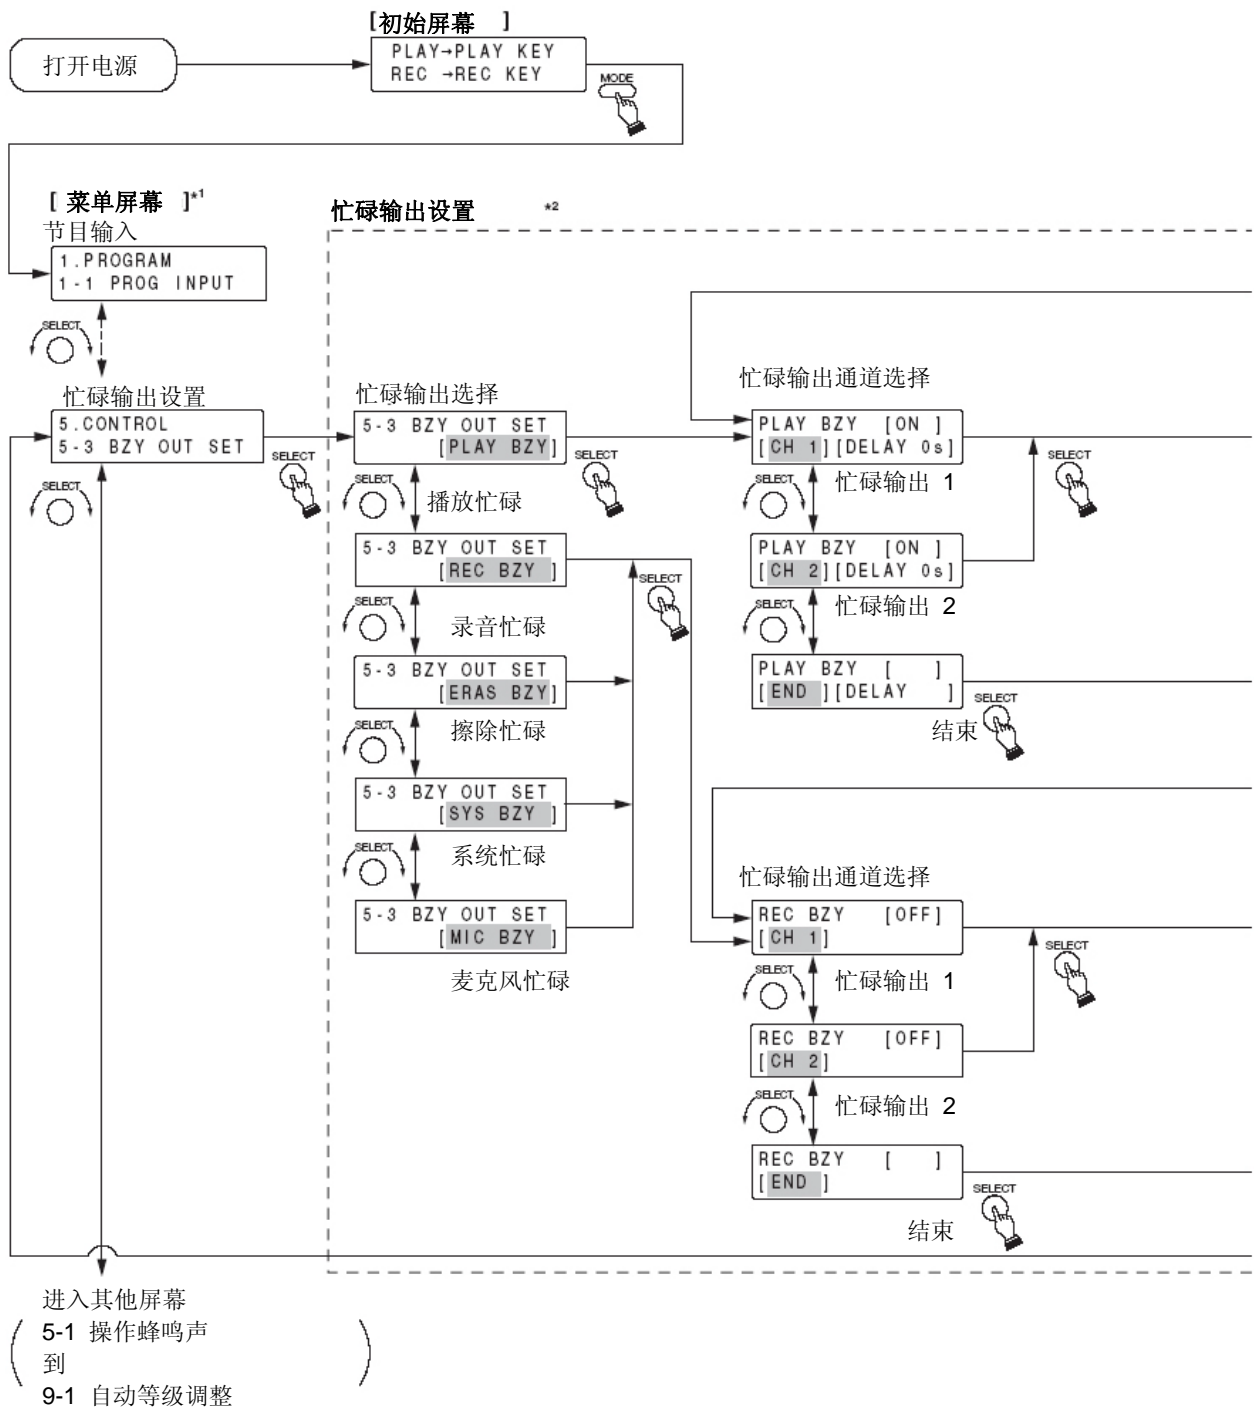 [初始屏幕 ]
打开电源
PLAY→PLAY KEY
REC →REC KEY
MODE
[ 菜单屏幕 ]*1
节目输入
1.PROGRAM
1-1 PROG INPUT
SELECT
忙碌输出设置
5.CONTROL
5-3 BZY OUT SET
SELECT
SELECT
忙碌输出设置 *2
忙碌输出选择
5-3 BZY OUT SET
[PLAY BZY]
SELECT
SELECT
播放忙碌
5-3 BZY OUT SET
[REC BZY ]
SELECT
SELECT
录音忙碌
5-3 BZY OUT SET
[ERAS BZY]
SELECT
擦除忙碌
5-3 BZY OUT SET
[SYS BZY ]
SELECT
系统忙碌
5-3 BZY OUT SET
[MIC BZY ]
麦克风忙碌
忙碌输出通道选择
PLAY BZY [ON ]
[CH 1][DELAY 0s]
SELECT
SELECT
忙碌输出 1
PLAY BZY [ON ]
[CH 2][DELAY 0s]
SELECT
忙碌输出 2
PLAY BZY [ ]
[END ][DELAY ]
SELECT
结束
忙碌输出通道选择
REC BZY [OFF]
[CH 1]
SELECT
SELECT
忙碌输出 1
REC BZY [OFF]
[CH 2]
SELECT
忙碌输出 2
REC BZY [ ]
[END ]
SELECT
结束
进入其他屏幕
5-1 操作蜂鸣声
到
9-1 自动等级调整